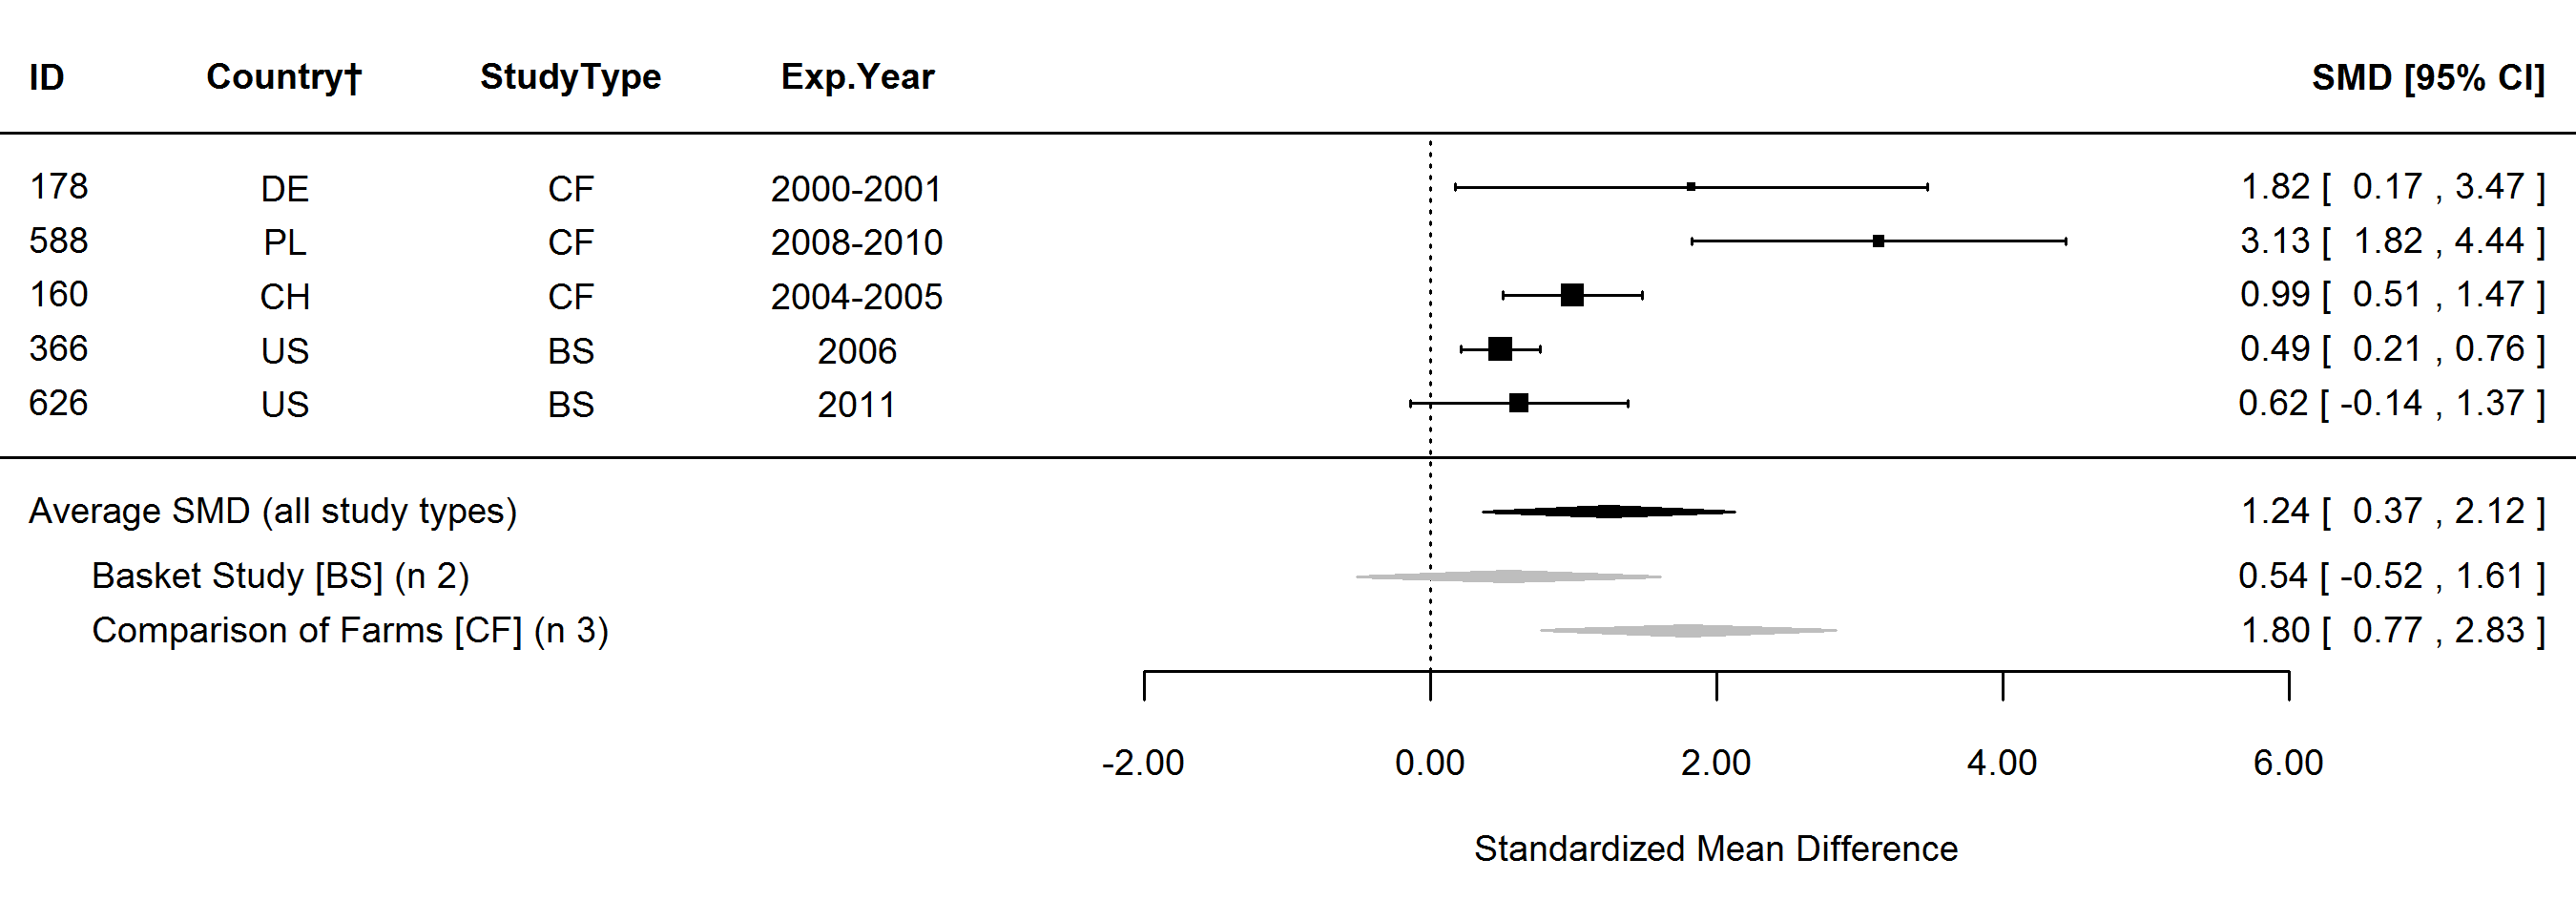 ID Country† StudyType Exp.Year SMD [95% CI]
178 DE CF 2000-2001 1.82 [ 0.17 , 3.47 ]
588 PL CF 2008-2010 3.13 [ 1.82 , 4.44 ]
160 CH CF 2004-2005 0.99 [ 0.51 , 1.47 ]
366 US BS 2006 0.49 [ 0.21 , 0.76 ]
626 US BS 2011 0.62 [ -0.14 , 1.37 ]
Average SMD (all study types) 1.24 [ 0.37 , 2.12 ]
Basket Study [BS] (n 2) 0.54 [ -0.52 , 1.61 ]
Comparison of Farms [CF] (n 3) 1.80 [ 0.77 , 2.83 ]
-2.00 0.00 2.00 4.00 6.00
Standardized Mean Difference